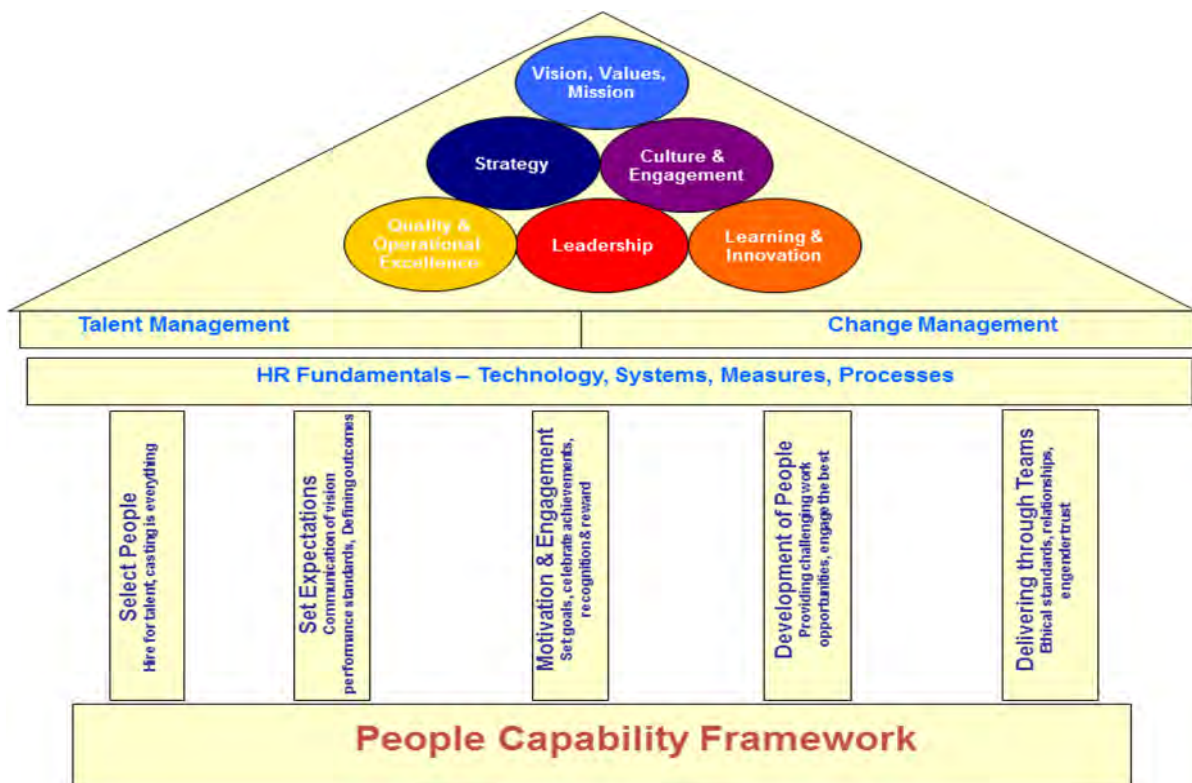 Vision, Values,
Mission
Strategy
Culture &
Engagement
Quality &
Operational
Excellence
Leadership
Learning &
Innovation
Talent Management
Change Management
HR Fundamentals – Technology, Systems, Measures, Processes
Select People
Hire for talent, casting is everything
Set Expectations
Communication of vision
performance standards, Defining outcomes
Motivation & Engagement
Set goals, celebrate achievements,
recognition & reward
Development of People
Providing challenging work
opportunities, engage the best
Delivering through Teams
Ethical standards, relationships,
engender trust
People Capability Framework